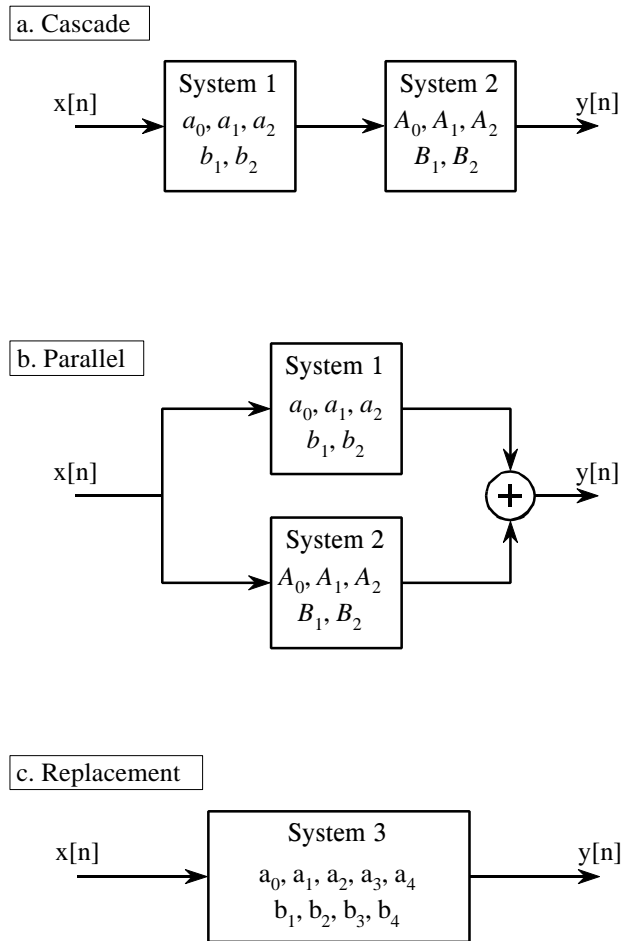 a. Cascade
x[n]
System 1
a₀, a₁, a₂
b₁, b₂
System 2
A₀, A₁, A₂
B₁, B₂
y[n]
b. Parallel
x[n]
System 1
a₀, a₁, a₂
b₁, b₂
System 2
A₀, A₁, A₂
B₁, B₂
+
y[n]
c. Replacement
x[n]
System 3
a₀, a₁, a₂, a₃, a₄
b₁, b₂, b₃, b₄
y[n]